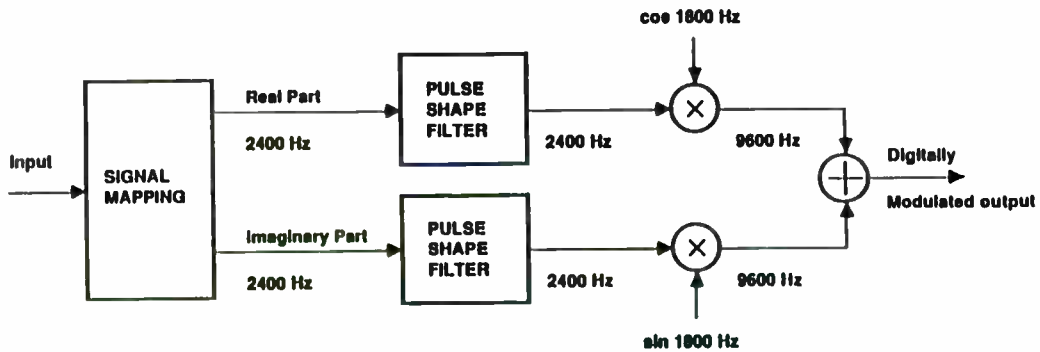 cos 1800 Hz
Real Part
2400 Hz
PULSE
SHAPE
FILTER
2400 Hz
9600 Hz
Input
SIGNAL
MAPPING
Digitally
Modulated output
Imaginary Part
2400 Hz
PULSE
SHAPE
FILTER
2400 Hz
9600 Hz
sin 1800 Hz